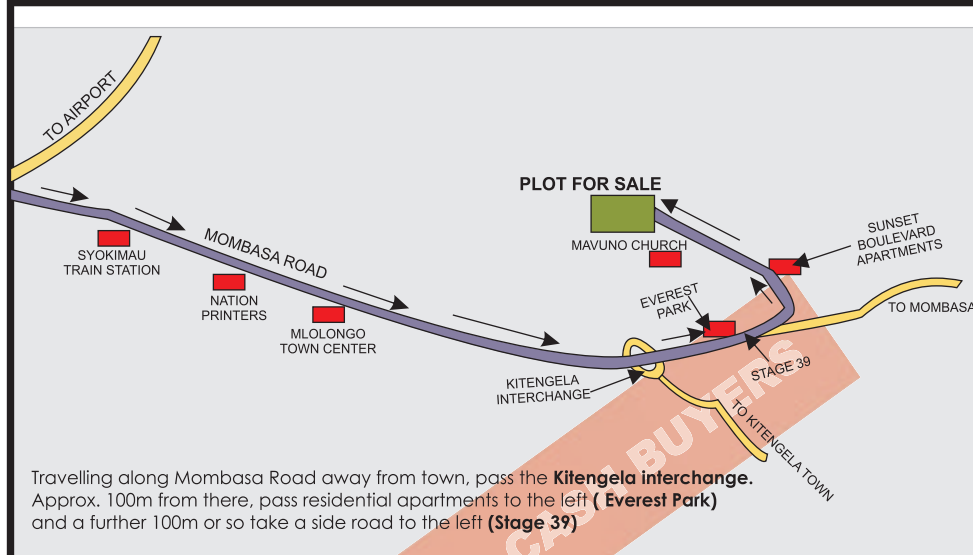 TO AIRPORT
PLOT FOR SALE
MAVUNO CHURCH
SUNSET
BOULEVARD
APARTMENTS
MOMBASA ROAD
SYOKIMAU
TRAIN STATION
NATION
PRINTERS
MLOLONGO
TOWN CENTER
EVEREST
PARK
TO MOMBASA
STAGE 39
KITENGELA
INTERCHANGE
TO KITENGELA TOWN
CASH BUYERS
Travelling along Mombasa Road away from town, pass the Kitengela interchange.
Approx. 100m from there, pass residential apartments to the left ( Everest Park)
and a further 100m or so take a side road to the left (Stage 39)